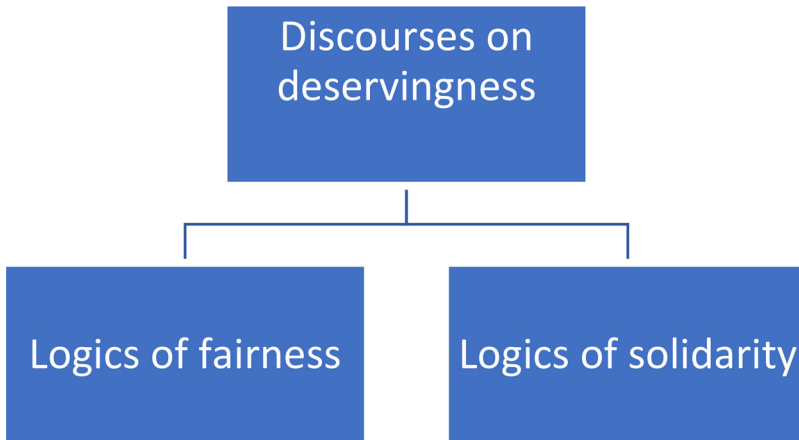 Discourses on
deservingness
Logics of fairness
Logics of solidarity